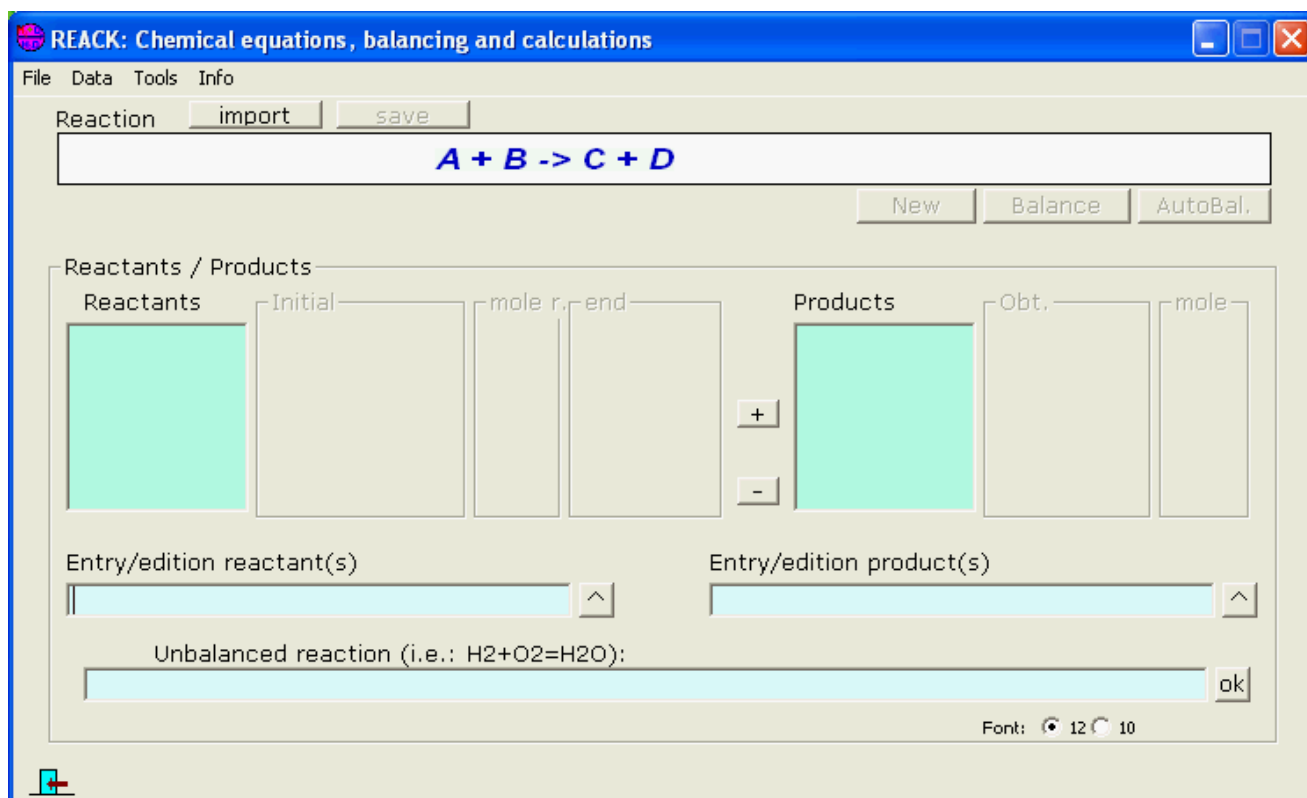 REACK: Chemical equations, balancing and calculations
File Data Tools Info
Reaction import save
A + B -> C + D
New Balance AutoBal.
Reactants / Products
Reactants Initial mole r. end Products Obt. mole
+
-
Entry/edition reactant(s) Entry/edition product(s)
^ ^
Unbalanced reaction (i.e.: H2+O2=H2O):
ok
Font: 12 10